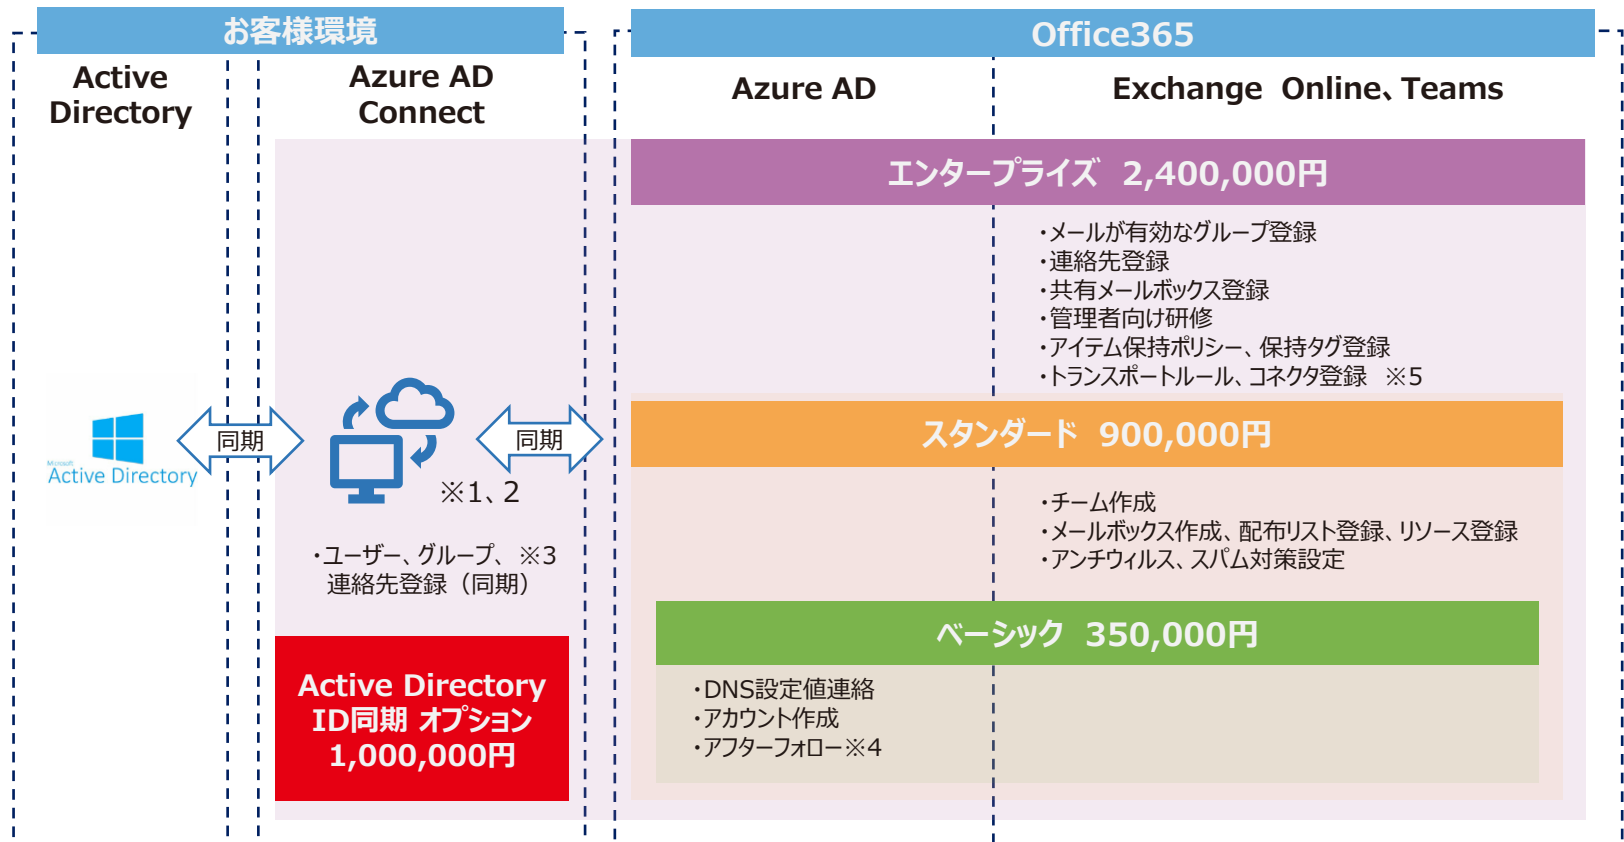 お客様環境
Office365
Active
Directory
Azure AD
Connect
Azure AD
Exchange Online、Teams
エンタープライズ 2,400,000円
・メールが有効なグループ登録
・連絡先登録
・共有メールボックス登録
・管理者向け研修
・アイテム保持ポリシー、保持タグ登録
・トランスポートルール、コネクタ登録 ※5
Microsoft
Active Directory
同期
同期
※1、2
・ユーザー、グループ、 ※3
連絡先登録（同期）
スタンダード 900,000円
・チーム作成
・メールボックス作成、配布リスト登録、リソース登録
・アンチウィルス、スパム対策設定
Active Directory
ID同期 オプション
1,000,000円
ベーシック 350,000円
・DNS設定値連絡
・アカウント作成
・アフターフォロー※4